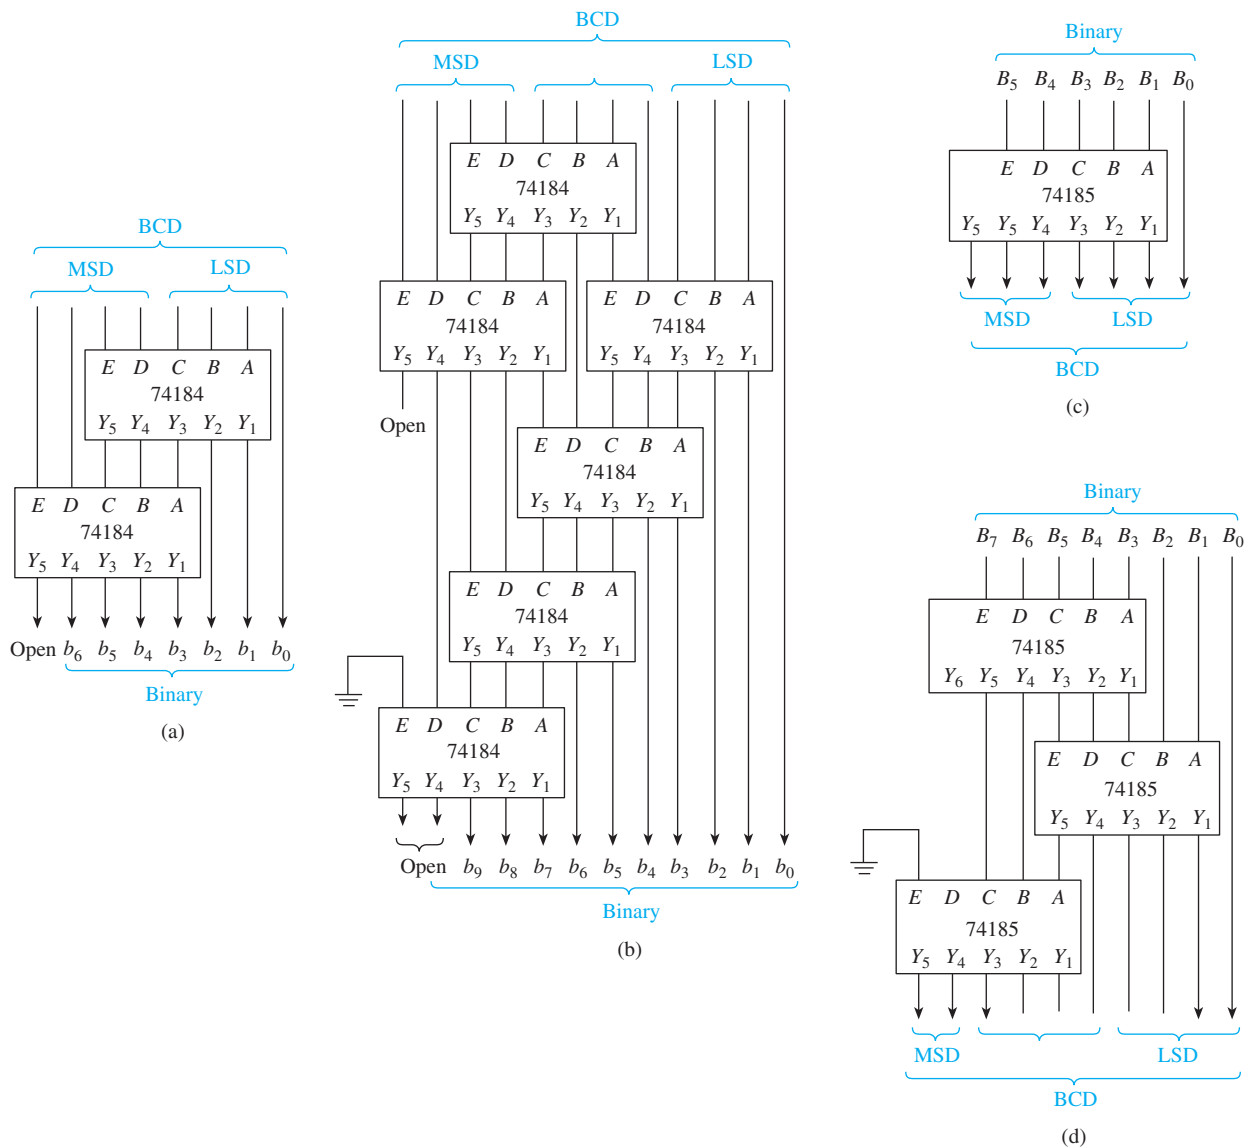 BCD
MSD LSD
E D C B A
74184
Y5 Y4 Y3 Y2 Y1
E D C B A
74184
Y5 Y4 Y3 Y2 Y1
Open b6 b5 b4 b3 b2 b1 b0
Binary
(a)
BCD
MSD LSD
E D C B A
74184
Y5 Y4 Y3 Y2 Y1
E D C B A
74184
Y5 Y4 Y3 Y2 Y1
E D C B A
74184
Y5 Y4 Y3 Y2 Y1
Open
E D C B A
74184
Y5 Y4 Y3 Y2 Y1
E D C B A
74184
Y5 Y4 Y3 Y2 Y1
E D C B A
74184
Y5 Y4 Y3 Y2 Y1
Open b9 b8 b7 b6 b5 b4 b3 b2 b1 b0
Binary
(b)
Binary
B5 B4 B3 B2 B1 B0
E D C B A
74185
Y5 Y5 Y4 Y3 Y2 Y1
MSD LSD
BCD
(c)
Binary
B7 B6 B5 B4 B3 B2 B1 B0
E D C B A
74185
Y6 Y5 Y4 Y3 Y2 Y1
E D C B A
74185
Y5 Y4 Y3 Y2 Y1
E D C B A
74185
Y5 Y4 Y3 Y2 Y1
MSD LSD
BCD
(d)